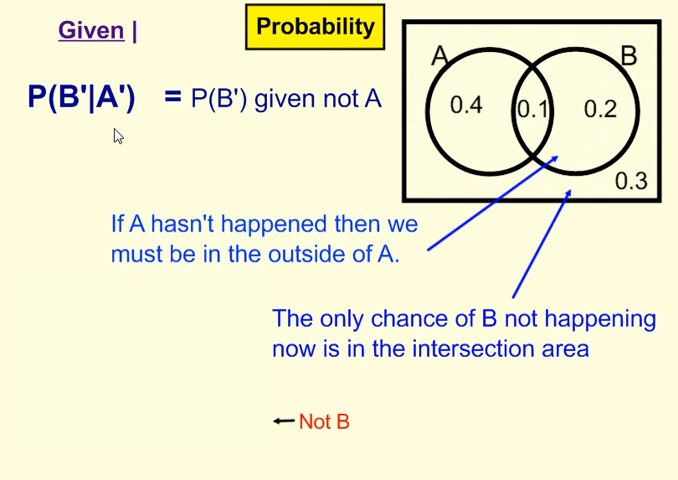 Given |
Probability
A
B
P(B'|A') = P(B') given not A
0.4
0.1
0.2
0.3
If A hasn't happened then we
must be in the outside of A.
The only chance of B not happening
now is in the intersection area
Not B